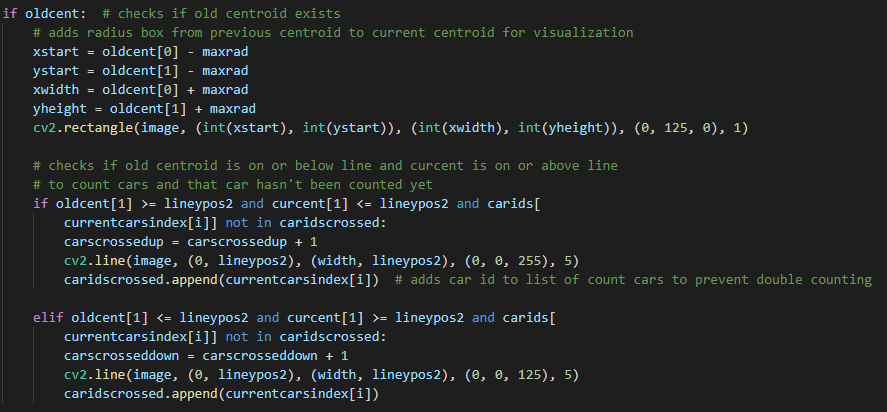 if oldcent:  # checks if old centroid exists
    # adds radius box from previous centroid to current centroid for visualization
    xstart = oldcent[0] - maxrad
    ystart = oldcent[1] - maxrad
    xwidth = oldcent[0] + maxrad
    yheight = oldcent[1] + maxrad
    cv2.rectangle(image, (int(xstart), int(ystart)), (int(xwidth), int(yheight)), (0, 125, 0), 1)

    # checks if old centroid is on or below line and curcent is on or above line
    # to count cars and that car hasn't been counted yet
    if oldcent[1] >= lineypos2 and curcent[1] <= lineypos2 and carids[
        currentcarsindex[i]] not in caridscrossed:
        carscrossedup = carscrossedup + 1
        cv2.line(image, (0, lineypos2), (width, lineypos2), (0, 0, 255), 5)
        caridscrossed.append(currentcarsindex[i])  # adds car id to list of count cars to prevent double counting

    elif oldcent[1] <= lineypos2 and curcent[1] >= lineypos2 and carids[
        currentcarsindex[i]] not in caridscrossed:
        carscrosseddown = carscrosseddown + 1
        cv2.line(image, (0, lineypos2), (width, lineypos2), (0, 0, 125), 5)
        caridscrossed.append(currentcarsindex[i])